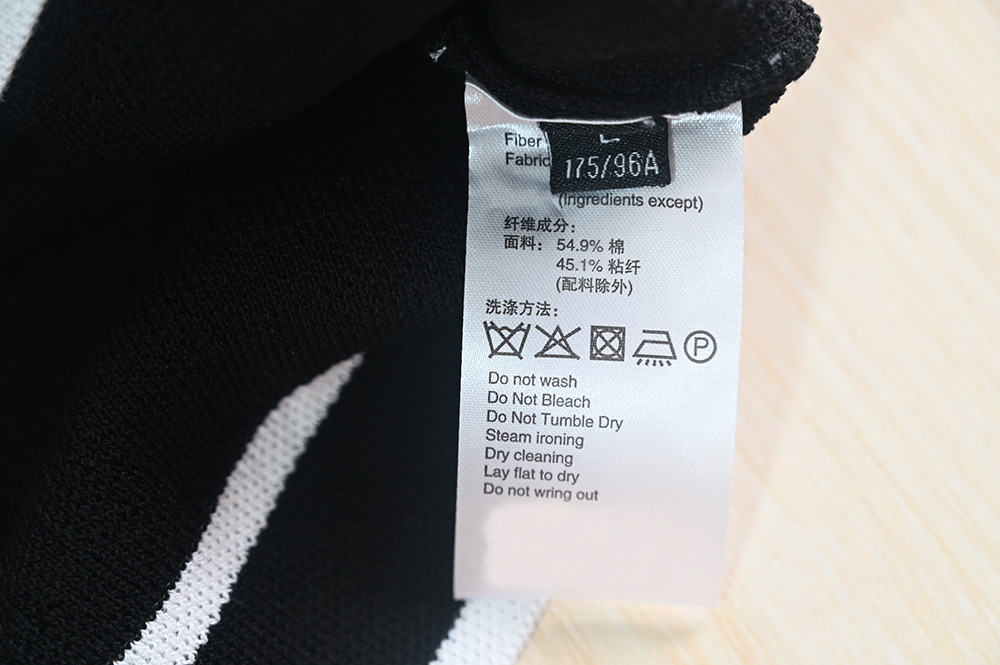 L
175/96A
Fiber
Fabric
(Ingredients except)
纤维成分：
面料： 54.9% 棉
45.1% 粘纤
(配料除外)
洗涤方法：
P
Do not wash
Do Not Bleach
Do Not Tumble Dry
Steam ironing
Dry cleaning
Lay flat to dry
Do not wring out